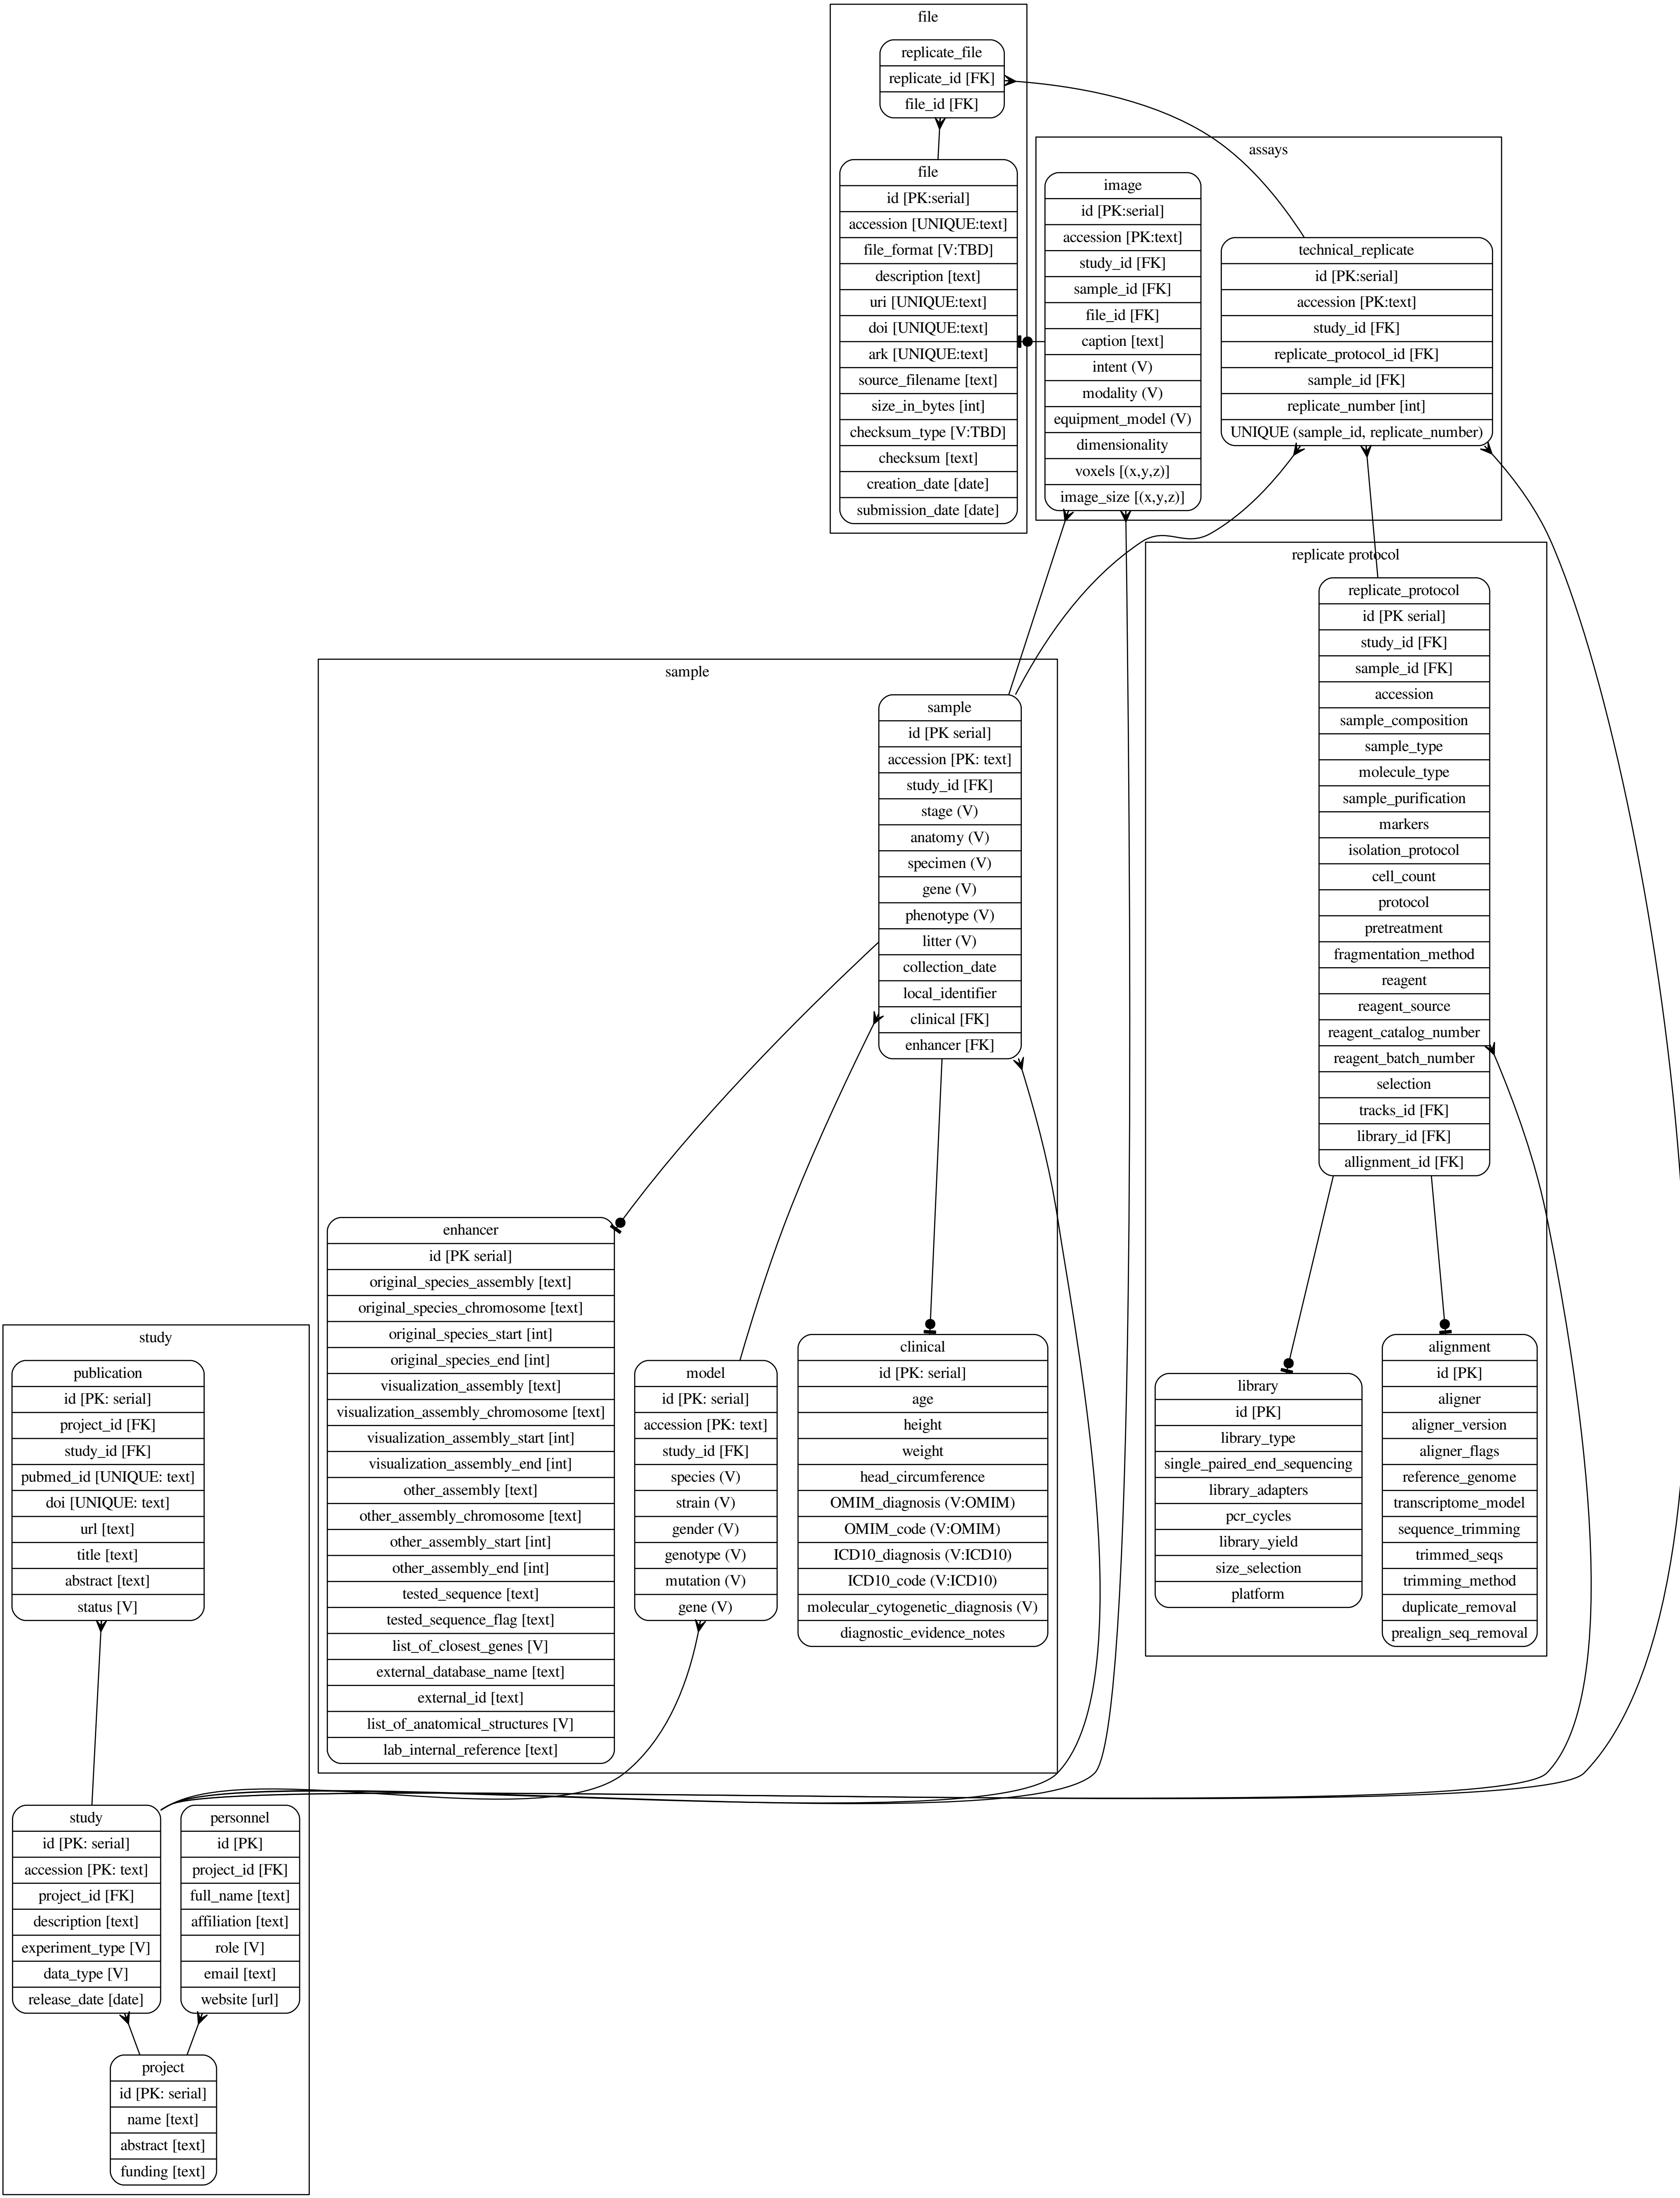 file
replicate_file
replicate_id [FK]
file_id [FK]
file
id [PK:serial]
accession [UNIQUE:text]
file_format [V:TBD]
description [text]
uri [UNIQUE:text]
doi [UNIQUE:text]
ark [UNIQUE:text]
source_filename [text]
size_in_bytes [int]
checksum_type [V:TBD]
checksum [text]
creation_date [date]
submission_date [date]
assays
image
id [PK:serial]
accession [PK:text]
study_id [FK]
sample_id [FK]
file_id [FK]
caption [text]
intent (V)
modality (V)
equipment_model (V)
dimensionality
voxels [(x,y,z)]
image_size [(x,y,z)]
technical_replicate
id [PK:serial]
accession [PK:text]
study_id [FK]
replicate_protocol_id [FK]
sample_id [FK]
replicate_number [int]
UNIQUE (sample_id, replicate_number)
replicate protocol
replicate_protocol
id [PK serial]
study_id [FK]
sample_id [FK]
accession
sample_composition
sample_type
molecule_type
sample_purification
markers
isolation_protocol
cell_count
protocol
pretreatment
fragmentation_method
reagent
reagent_source
reagent_catalog_number
reagent_batch_number
selection
tracks_id [FK]
library_id [FK]
allignment_id [FK]
library
id [PK]
library_type
single_paired_end_sequencing
library_adapters
pcr_cycles
library_yield
size_selection
platform
alignment
id [PK]
aligner
aligner_version
aligner_flags
reference_genome
transcriptome_model
sequence_trimming
trimmed_seqs
trimming_method
duplicate_removal
prealign_seq_removal
sample
sample
id [PK serial]
accession [PK: text]
study_id [FK]
stage (V)
anatomy (V)
specimen (V)
gene (V)
phenotype (V)
litter (V)
collection_date
local_identifier
clinical [FK]
enhancer [FK]
enhancer
id [PK serial]
original_species_assembly [text]
original_species_chromosome [text]
original_species_start [int]
original_species_end [int]
visualization_assembly [text]
visualization_assembly_chromosome [text]
visualization_assembly_start [int]
visualization_assembly_end [int]
other_assembly [text]
other_assembly_chromosome [text]
other_assembly_start [int]
other_assembly_end [int]
tested_sequence [text]
tested_sequence_flag [text]
list_of_closest_genes [V]
external_database_name [text]
external_id [text]
list_of_anatomical_structures [V]
lab_internal_reference [text]
model
id [PK: serial]
accession [PK: text]
study_id [FK]
species (V)
strain (V)
gender (V)
genotype (V)
mutation (V)
gene (V)
clinical
id [PK: serial]
age
height
weight
head_circumference
OMIM_diagnosis (V:OMIM)
OMIM_code (V:OMIM)
ICD10_diagnosis (V:ICD10)
ICD10_code (V:ICD10)
molecular_cytogenetic_diagnosis (V)
diagnostic_evidence_notes
study
publication
id [PK: serial]
project_id [FK]
study_id [FK]
pubmed_id [UNIQUE: text]
doi [UNIQUE: text]
url [text]
title [text]
abstract [text]
status [V]
study
id [PK: serial]
accession [PK: text]
project_id [FK]
description [text]
experiment_type [V]
data_type [V]
release_date [date]
personnel
id [PK]
project_id [FK]
full_name [text]
affiliation [text]
role [V]
email [text]
website [url]
project
id [PK: serial]
name [text]
abstract [text]
funding [text]